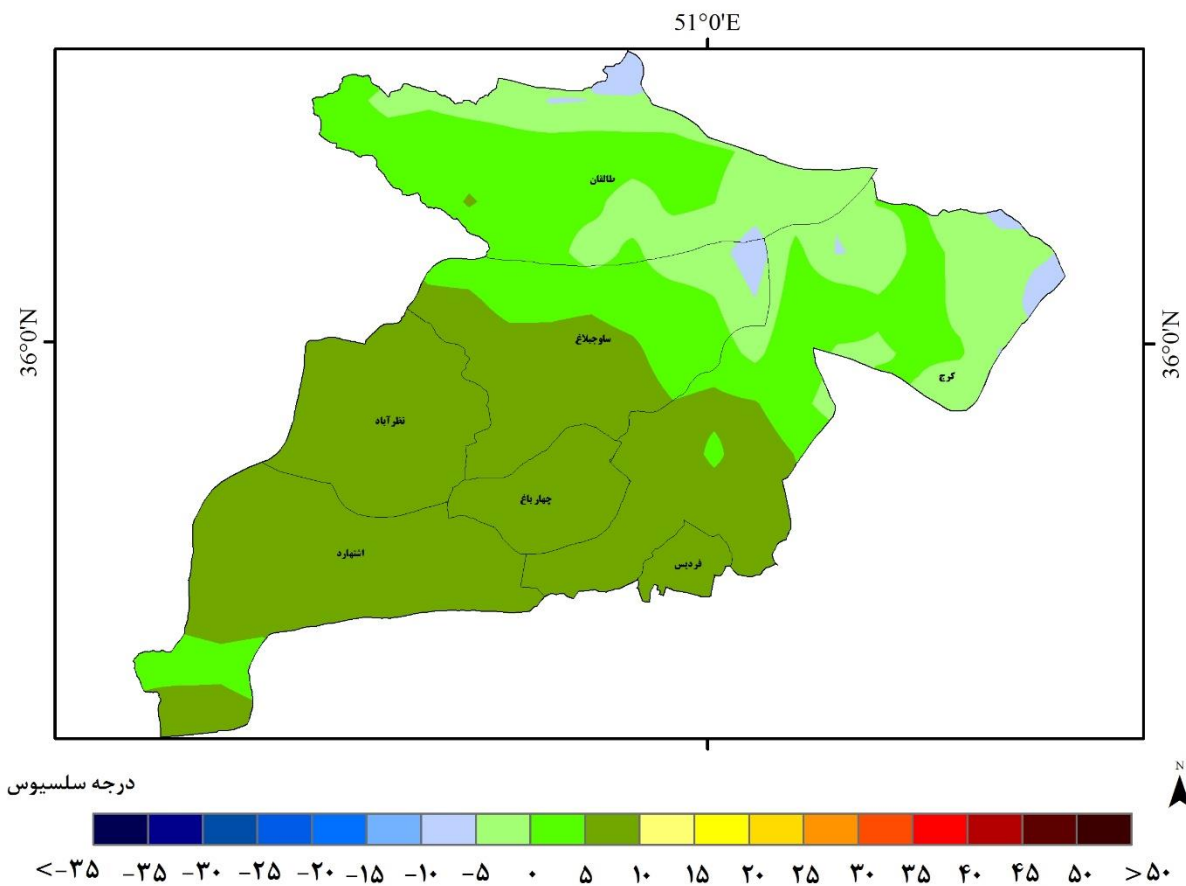 51°0'E
طالقان
36°0'N
36°0'N
ساوجبلاغ
کرج
نظرآباد
چهارباغ
اشتهارد
فردیس
درجه سلسیوس
N
<-۳۵ -۳۵ -۳۰ -۲۵ -۲۰ -۱۵ -۱۰ -۵ ۰ ۵ ۱۰ ۱۵ ۲۰ ۲۵ ۳۰ ۳۵ ۴۰ ۴۵ ۵۰ >۵۰